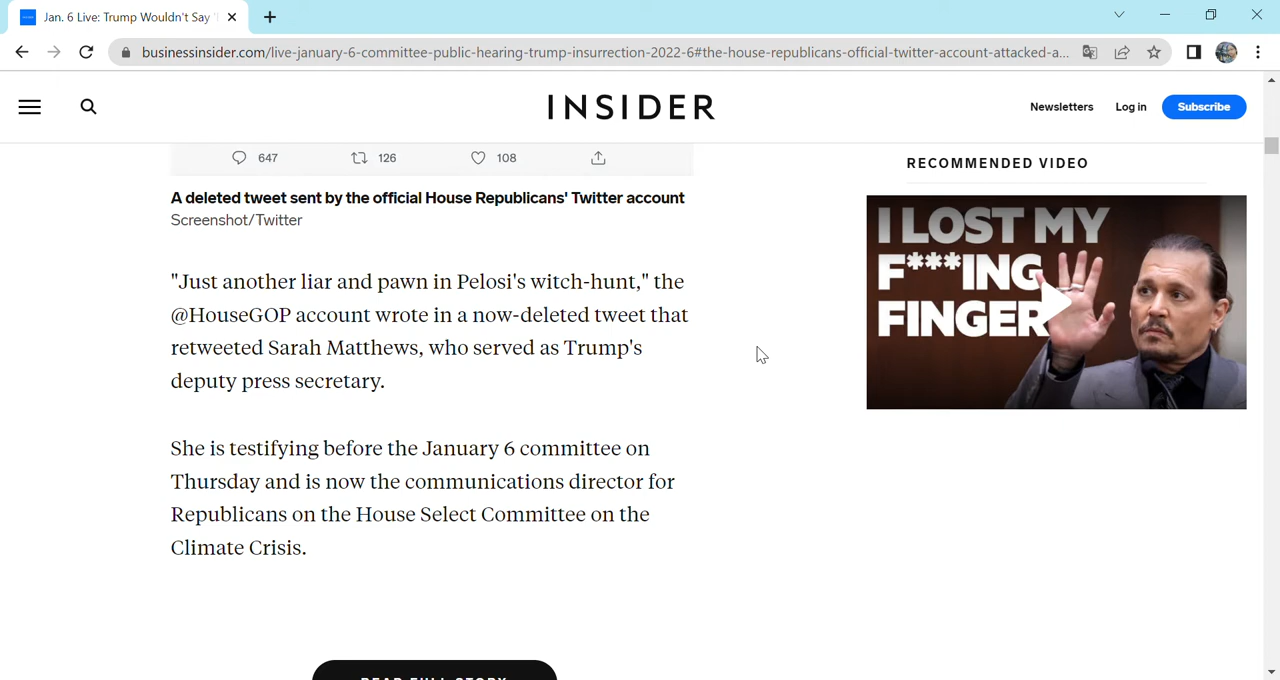 Jan. 6 Live: Trump Wouldn't Say
businessinsider.com/live-january-6-committee-public-hearing-trump-insurrection-2022-6#the-house-republicans-official-twitter-account-attacked-a...
INSIDER
Newsletters
Log in
Subscribe
647
126
108
A deleted tweet sent by the official House Republicans' Twitter account
Screenshot/Twitter
"Just another liar and pawn in Pelosi's witch-hunt," the
@HouseGOP account wrote in a now-deleted tweet that
retweeted Sarah Matthews, who served as Trump's
deputy press secretary.
She is testifying before the January 6 committee on
Thursday and is now the communications director for
Republicans on the House Select Committee on the
Climate Crisis.
READ FULL STORY
RECOMMENDED VIDEO
I LOST MY
F***ING
FINGER